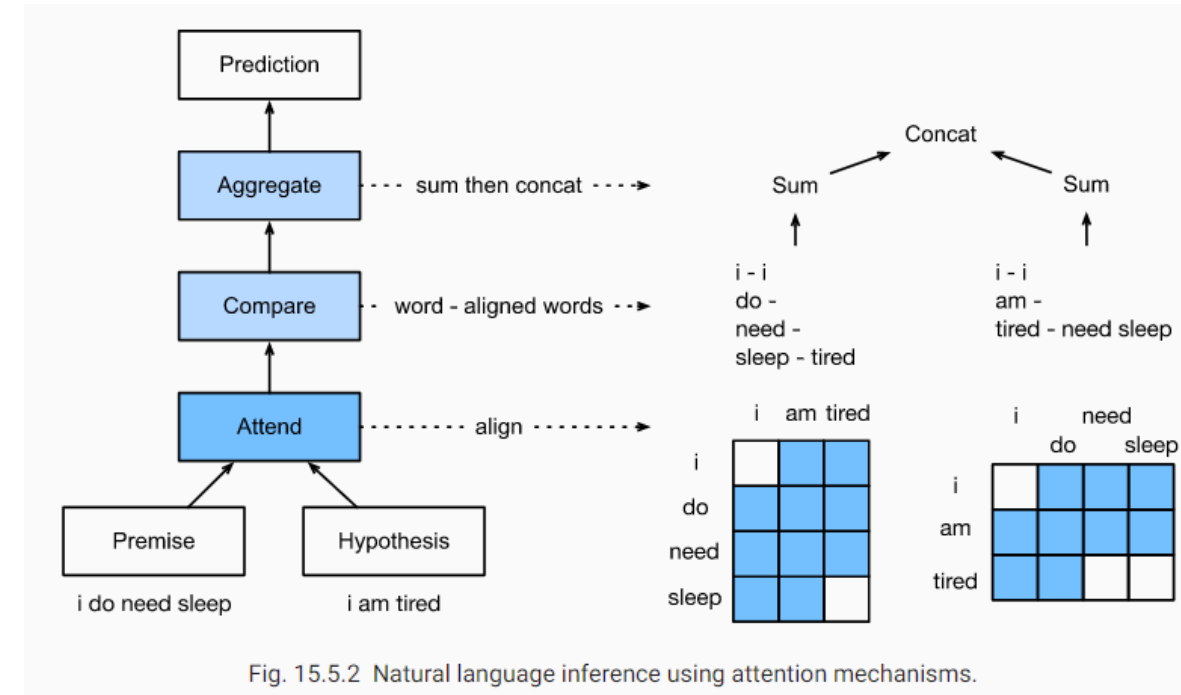 Prediction
Aggregate
sum then concat
Compare
word - aligned words
Attend
align
Premise
Hypothesis
i do need sleep
i am tired
Concat
Sum
Sum
i - i
do -
need -
sleep - tired
i - i
am -
tired - need sleep
i am tired
i
do
need
sleep
i need
do sleep
i
am
tired
Fig. 15.5.2 Natural language inference using attention mechanisms.